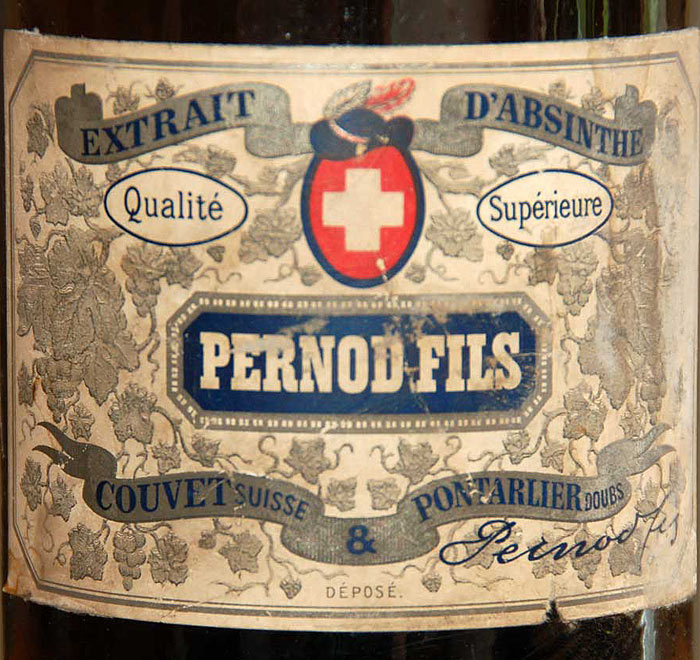 EXTRAIT D'ABSINTHE
Qualité Supérieure
PERNOD FILS
COUVET SUISSE & PONTARLIER DOUBS
Pernod fils
DÉPOSÉ.